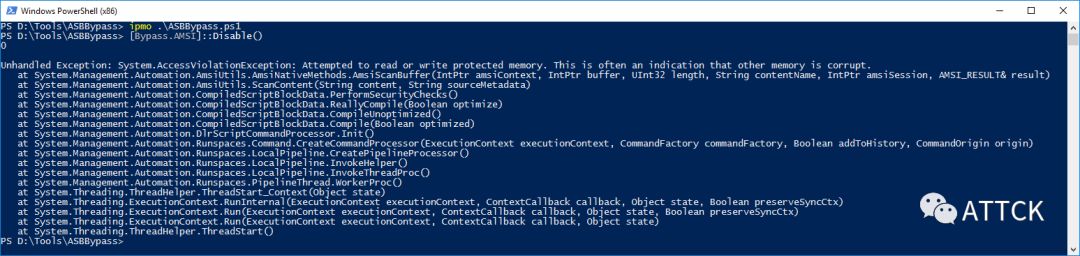 Windows PowerShell (x86)
PS D:\Tools\ASBBypass> ipmo .\ASBBypass.ps1
PS D:\Tools\ASBBypass> [Bypass.AMSI]::Disable()
0
Unhandled Exception: System.AccessViolationException: Attempted to read or write protected memory. This is often an indication that other memory is corrupt.
   at System.Management.Automation.AmsiUtils.AmsiNativeMethods.AmsiScanBuffer(IntPtr amsiContext, IntPtr buffer, UInt32 length, String contentName, IntPtr amsiSession, AMSI_RESULT& result)
   at System.Management.Automation.AmsiUtils.ScanContent(String content, String sourceMetadata)
   at System.Management.Automation.CompiledScriptBlockData.PerformSecurityChecks()
   at System.Management.Automation.CompiledScriptBlockData.ReallyCompile(Boolean optimize)
   at System.Management.Automation.CompiledScriptBlockData.CompileUnoptimized()
   at System.Management.Automation.CompiledScriptBlockData.Compile(Boolean optimized)
   at System.Management.Automation.DlrScriptCommandProcessor.Init()
   at System.Management.Automation.Runspaces.Command.CreateCommandProcessor(ExecutionContext executionContext, CommandFactory commandFactory, Boolean addToHistory, CommandOrigin origin)
   at System.Management.Automation.Runspaces.LocalPipeline.CreatePipelineProcessor()
   at System.Management.Automation.Runspaces.LocalPipeline.InvokeHelper()
   at System.Management.Automation.Runspaces.LocalPipeline.InvokeThreadProc()
   at System.Management.Automation.Runspaces.PipelineThread.WorkerProc()
   at System.Threading.ThreadHelper.ThreadStart_Context(Object state)
   at System.Threading.ExecutionContext.RunInternal(ExecutionContext executionContext, ContextCallback callback, Object state, Boolean preserveSyncCtx)
   at System.Threading.ExecutionContext.Run(ExecutionContext executionContext, ContextCallback callback, Object state, Boolean preserveSyncCtx)
   at System.Threading.ExecutionContext.Run(ExecutionContext executionContext, ContextCallback callback, Object state)
   at System.Threading.ThreadHelper.ThreadStart()
PS D:\Tools\ASBBypass>
ATTCK